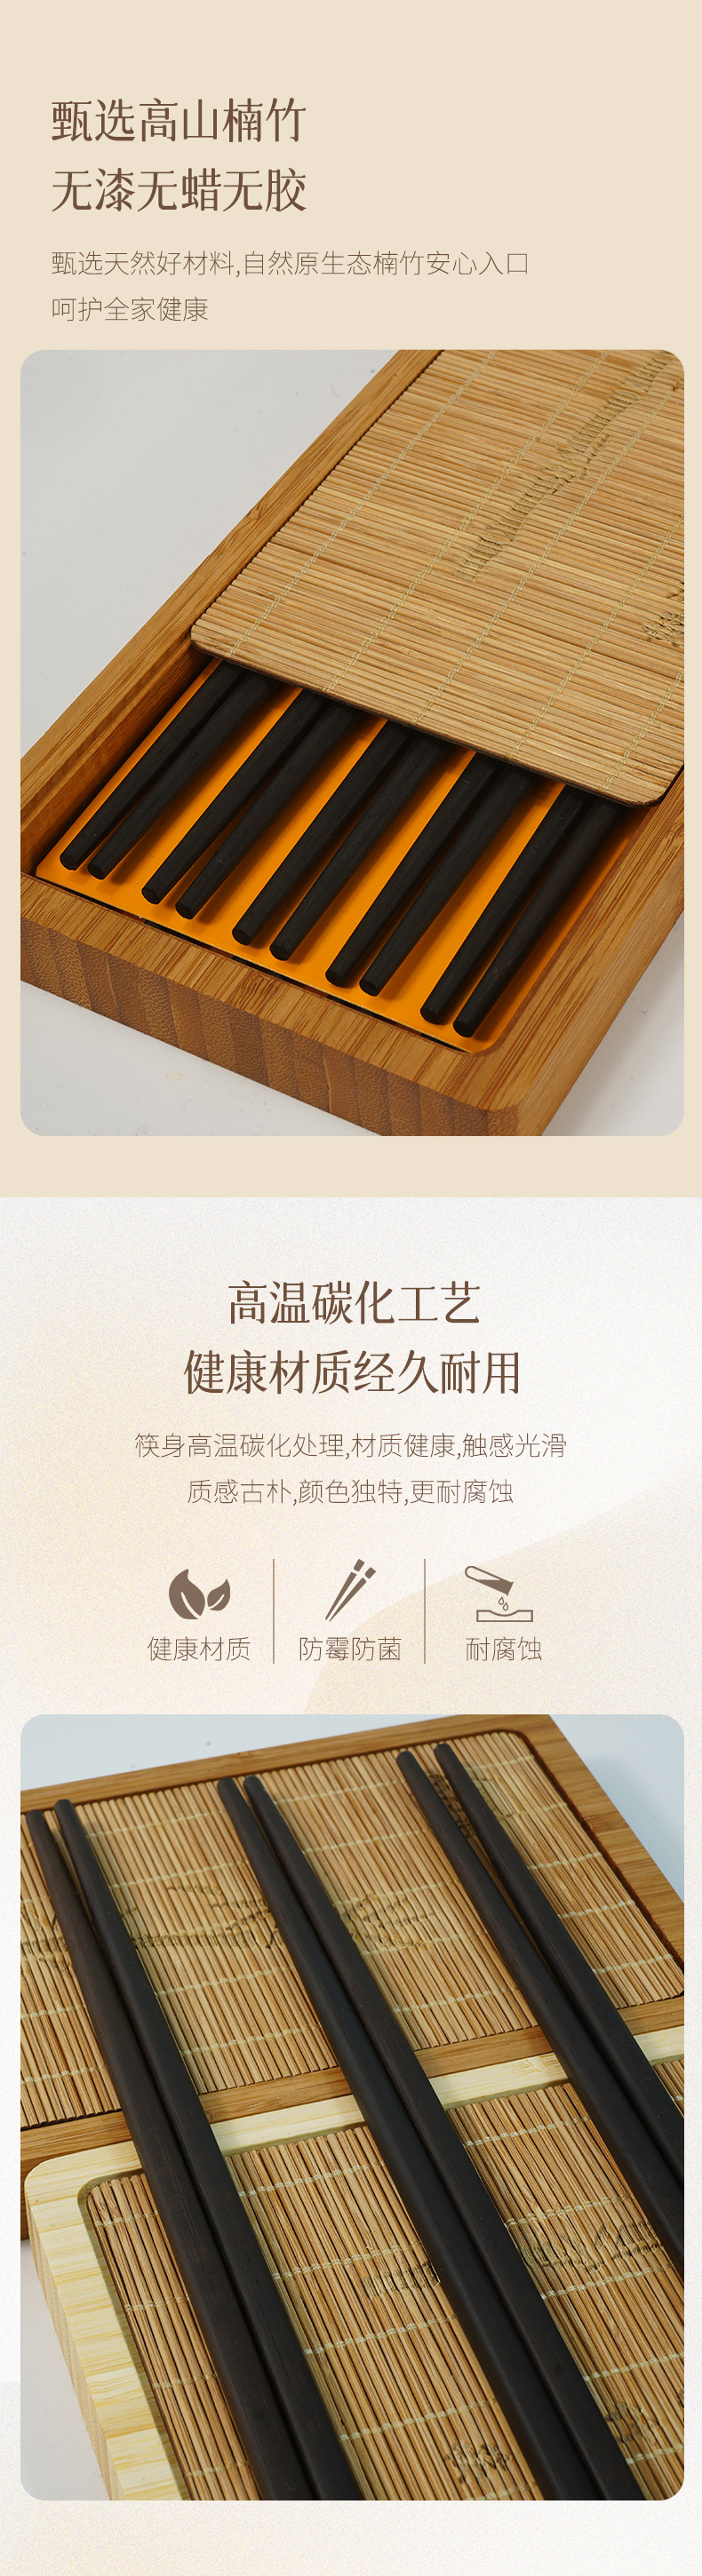 甄选高山楠竹
无漆无蜡无胶
甄选天然好材料,自然原生态楠竹安心入口
呵护全家健康
高温碳化工艺
健康材质经久耐用
筷身高温碳化处理,材质健康,触感光滑
质感古朴,颜色独特,更耐腐蚀
健康材质
防霉防菌
耐腐蚀